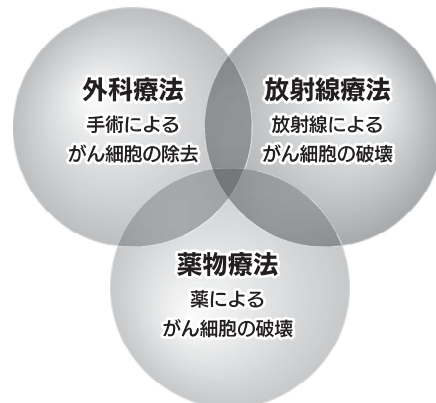 外科療法
手術による
がん細胞の除去
放射線療法
放射線による
がん細胞の破壊
薬物療法
薬による
がん細胞の破壊